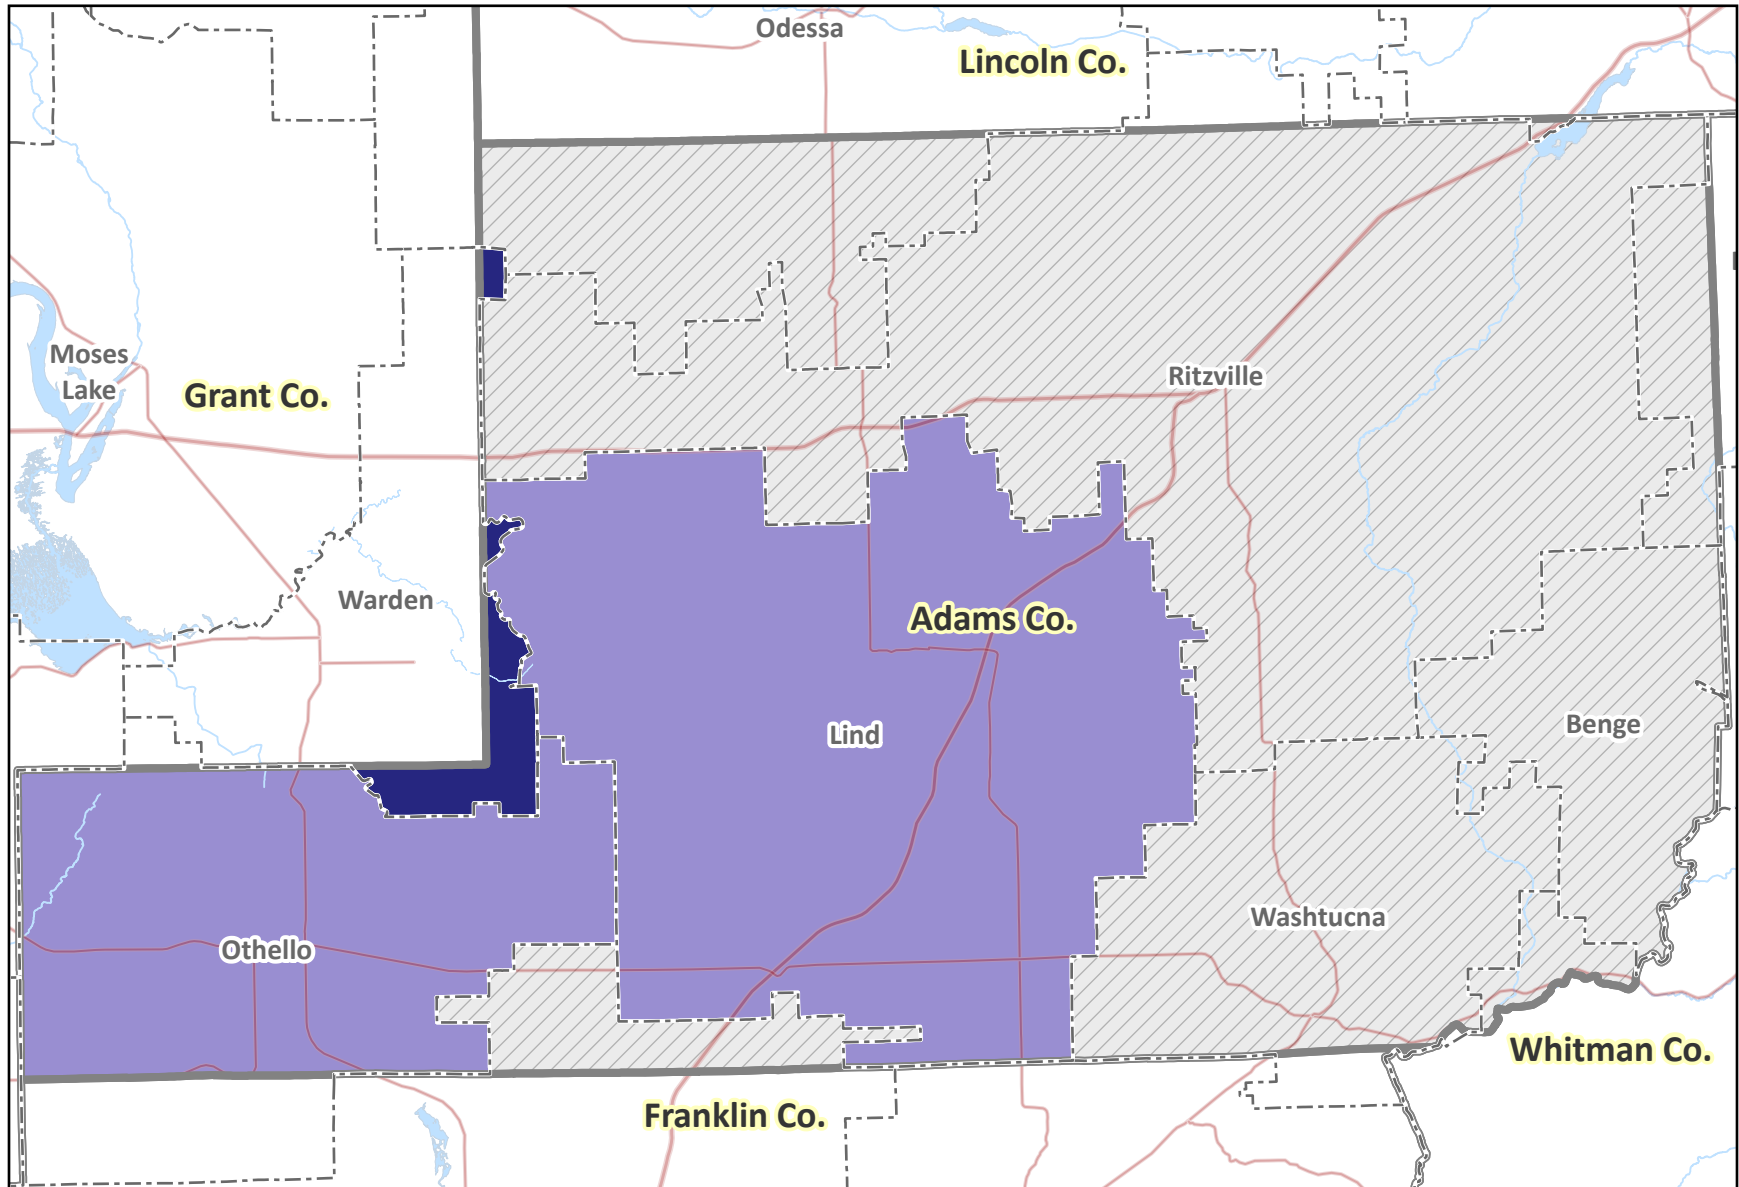 Odessa
Lincoln Co.
Moses
Lake
Grant Co.
Ritzville
Warden
Adams Co.
Lind
Benge
Washtucna
Othello
Whitman Co.
Franklin Co.